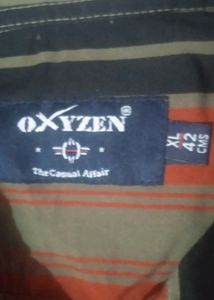 OXYZEN®
The Casual Affair
XL
42
CMS